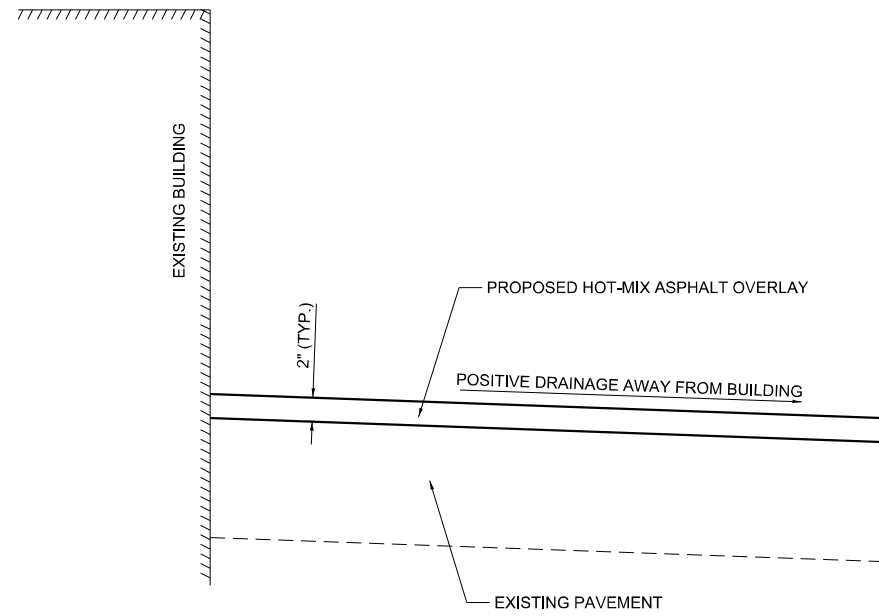 EXISTING BUILDING
PROPOSED HOT-MIX ASPHALT OVERLAY
2" (TYP.)
POSITIVE DRAINAGE AWAY FROM BUILDING
EXISTING PAVEMENT